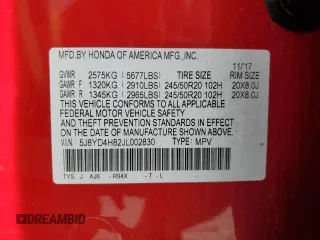 MFD.BY HONDA OF AMERICA MFG.,INC.
11/17
GVWR 2575KG (5677LBS) TIRE SIZE RIM SIZE
GAWR F 1320KG (2910LBS) 245/50R20 102H 20X8.0J
GAWR R 1345KG (2965LBS) 245/50R20 102H 20X8.0J
THIS VEHICLE CONFORMS TO ALL APPLICABLE
FEDERAL MOTOR VEHICLE SAFETY AND
THEFT PREVENTION STANDARDS IN EFFECT ON
THE DATE OF MANUFACTURE SHOWN ABOVE.
V.I.N.: 5J8YD4H82JL002830 TYPE: MPV
TYS J AJ6 -R94X -T-L
DREAMBID DREAMBID.COM